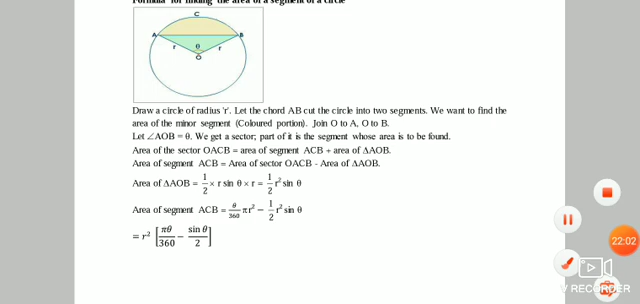 Formula for finding the area of a segment of a circle
C
A
B
r
θ
r
O
Draw a circle of radius 'r'. Let the chord AB cut the circle into two segments. We want to find the
area of the minor segment (Coloured portion). Join O to A, O to B.
Let ∠AOB = θ. We get a sector; part of it is the segment whose area is to be found.
Area of the sector OACB = area of segment ACB + area of ΔAOB.
Area of segment ACB = Area of sector OACB - Area of ΔAOB.
Area of ΔAOB = 1/2 × r sin θ × r = 1/2 r² sin θ
Area of segment ACB = θ/360 πr² − 1/2 r² sin θ
= r² [πθ/360 − sin θ/2]
22:02
V RECORDER